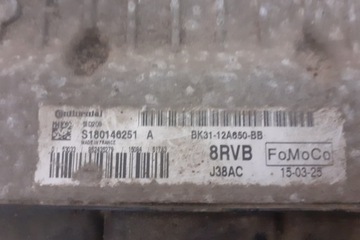 Continental
S180146251 A
BK31-12A650-BB
MADE IN FRANCE
8RVB
FoMoCo
J38AC
15-03-25